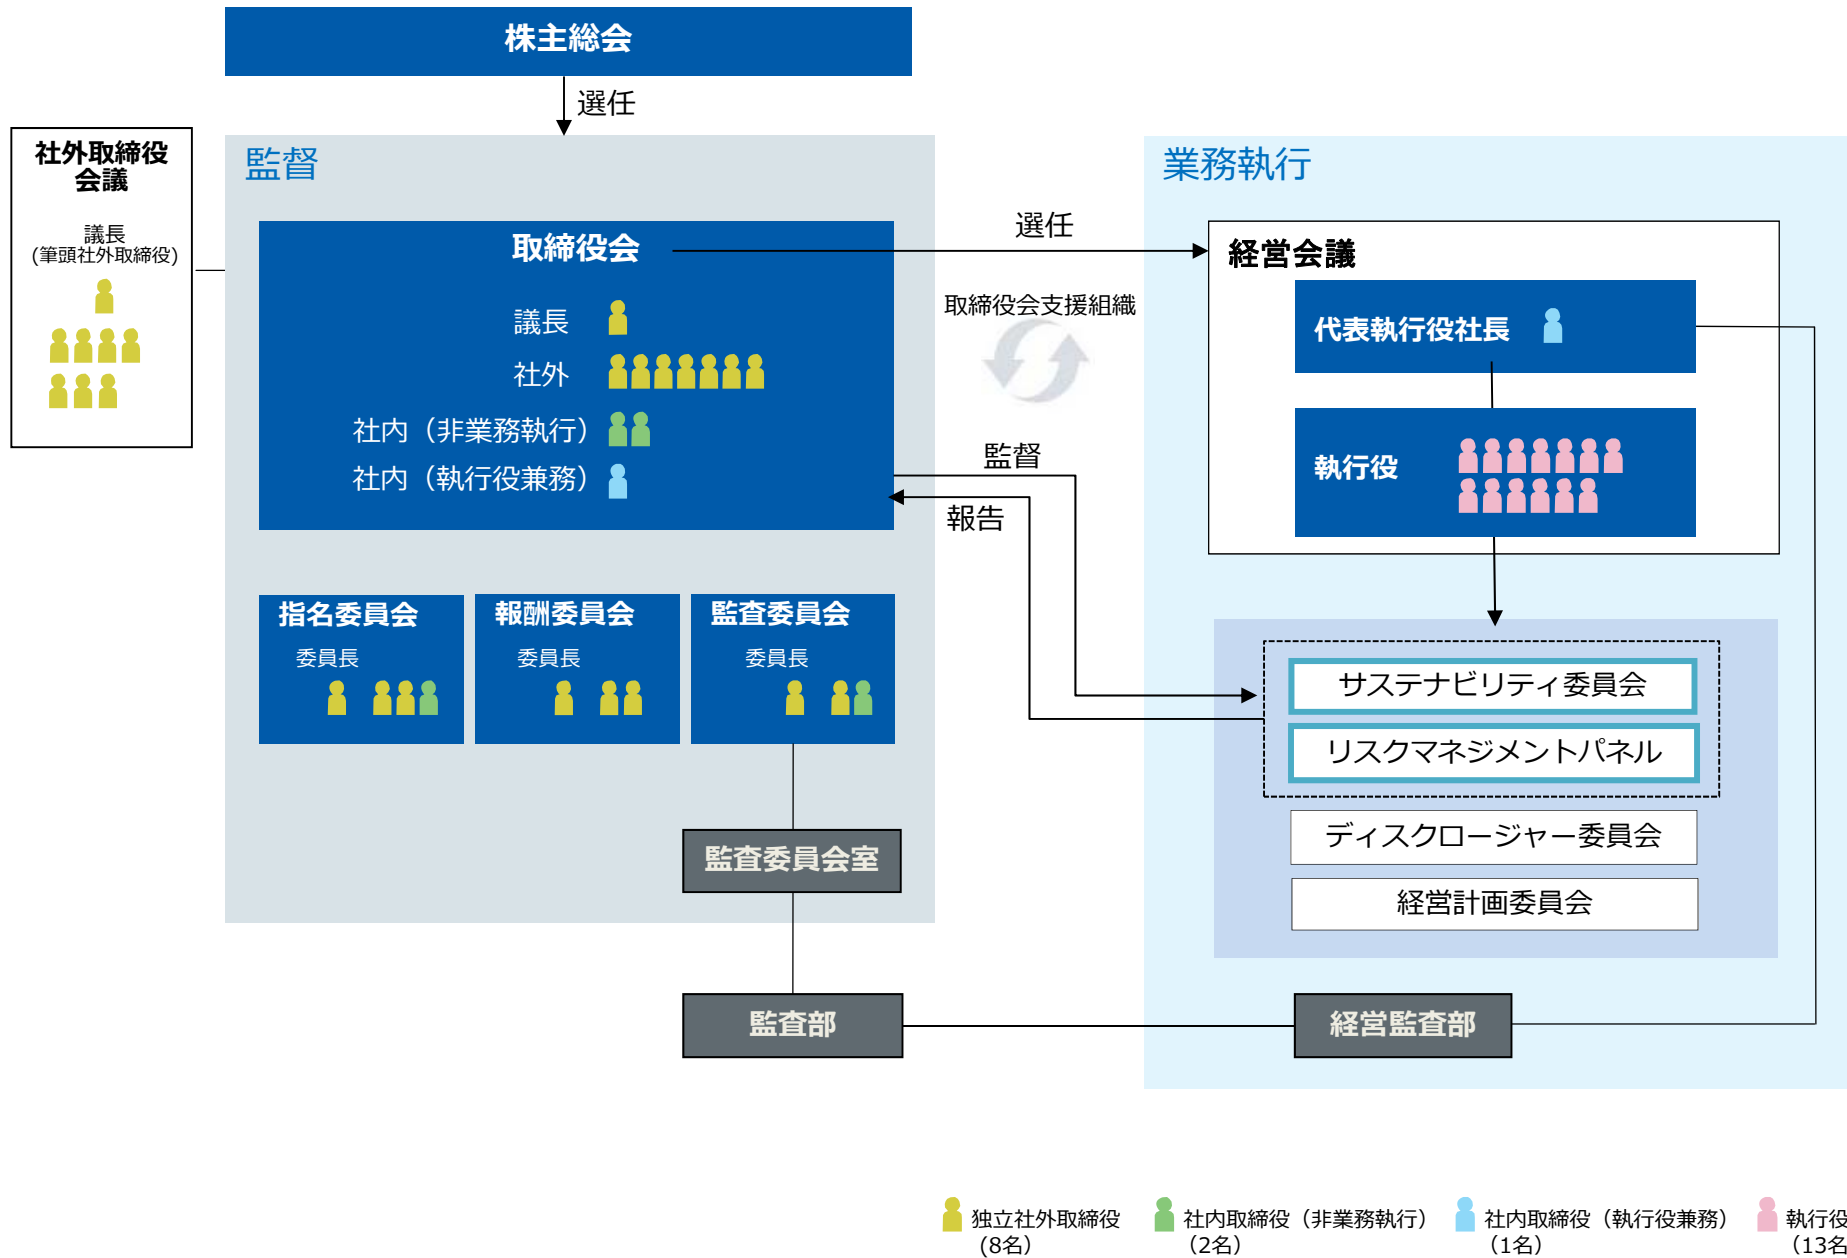 株主総会
選任
社外取締役
会議
議長
(筆頭社外取締役)
監督
取締役会
議長
社外
社内（非業務執行）
社内（執行役兼務）
選任
取締役会支援組織
監督
報告
業務執行
経営会議
代表執行役社長
執行役
指名委員会
委員長
報酬委員会
委員長
監査委員会
委員長
サステナビリティ委員会
リスクマネジメントパネル
ディスクロージャー委員会
経営計画委員会
監査委員会室
監査部
経営監査部
独立社外取締役
(8名)
社内取締役（非業務執行）
（2名）
社内取締役（執行役兼務）
（1名）
執行役
（13名